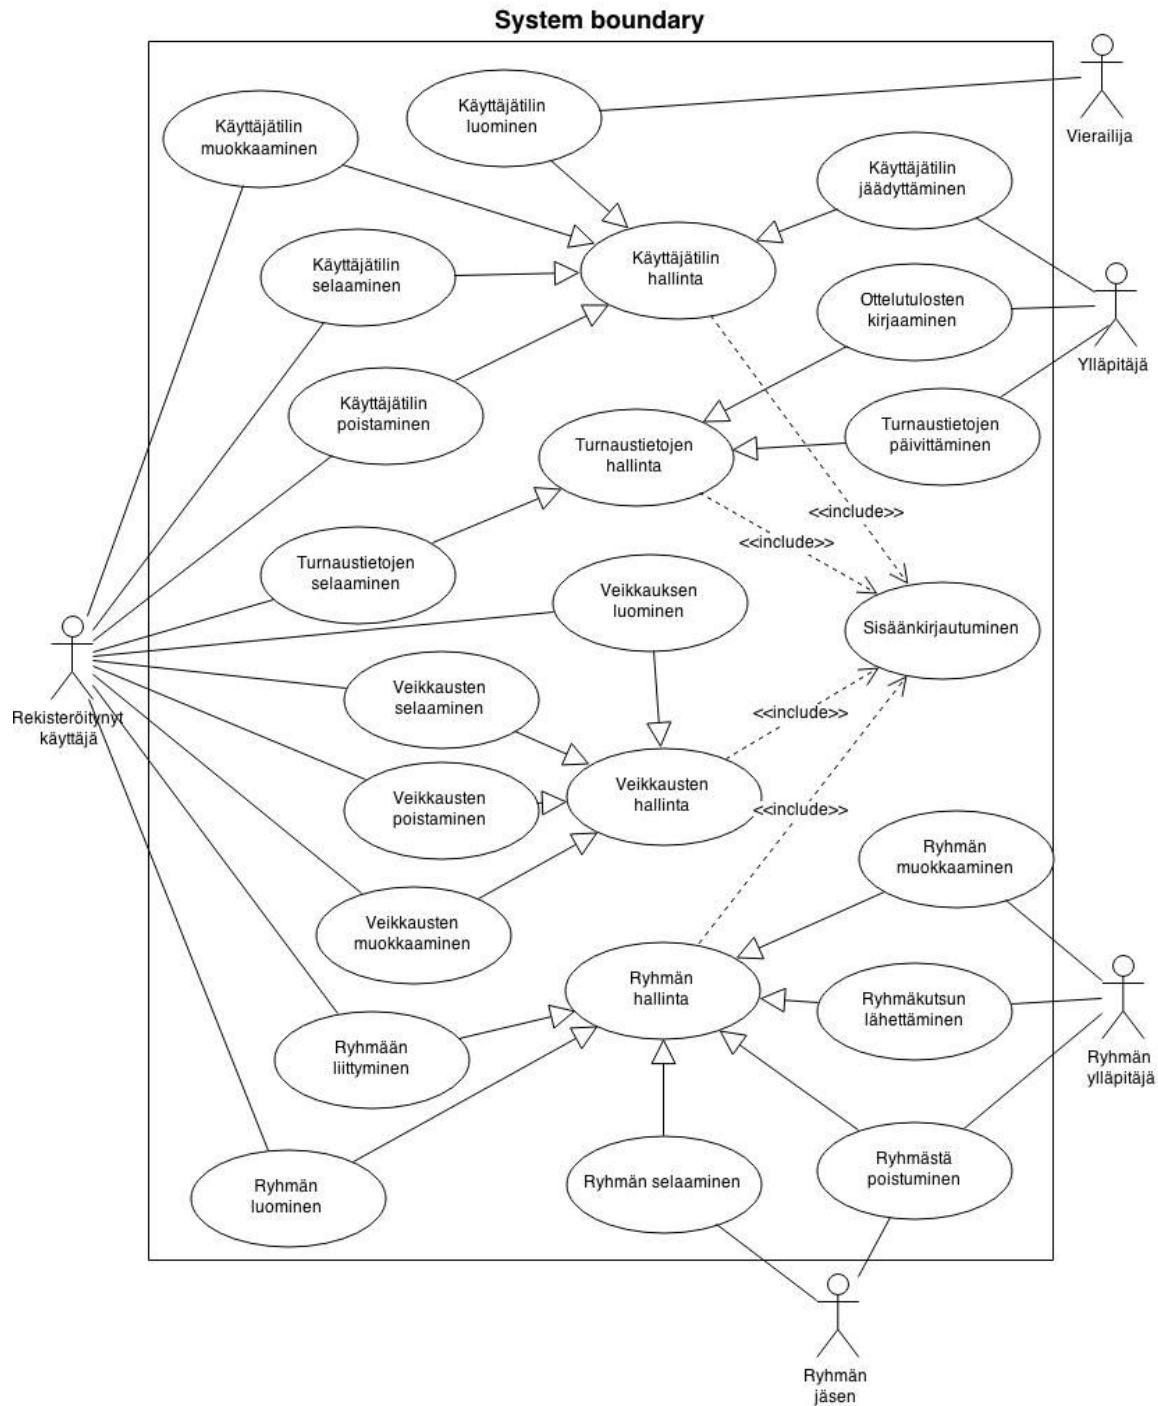 System boundary
Vierailija
Käyttäjätilin
luominen
Käyttäjätilin
muokkaaminen
Käyttäjätilin
jäädyttäminen
Käyttäjätilin
selaaminen
Käyttäjätilin
hallinta
Ottelutulosten
kirjaaminen
Ylläpitäjä
Käyttäjätilin
poistaminen
Turnaustietojen
hallinta
Turnaustietojen
päivittäminen
<<include>>
<<include>>
Turnaustietojen
selaaminen
Veikkauksen
luominen
Sisäänkirjautuminen
Rekisteröitynyt
käyttäjä
Veikkausten
selaaminen
<<include>>
Veikkausten
poistaminen
Veikkausten
hallinta
<<include>>
Ryhmän
muokkaaminen
Veikkausten
muokkaaminen
Ryhmän
hallinta
Ryhmäkutsun
lähettäminen
Ryhmän
ylläpitäjä
Ryhmään
liittyminen
Ryhmän
luominen
Ryhmän selaaminen
Ryhmästä
poistuminen
Ryhmän
jäsen